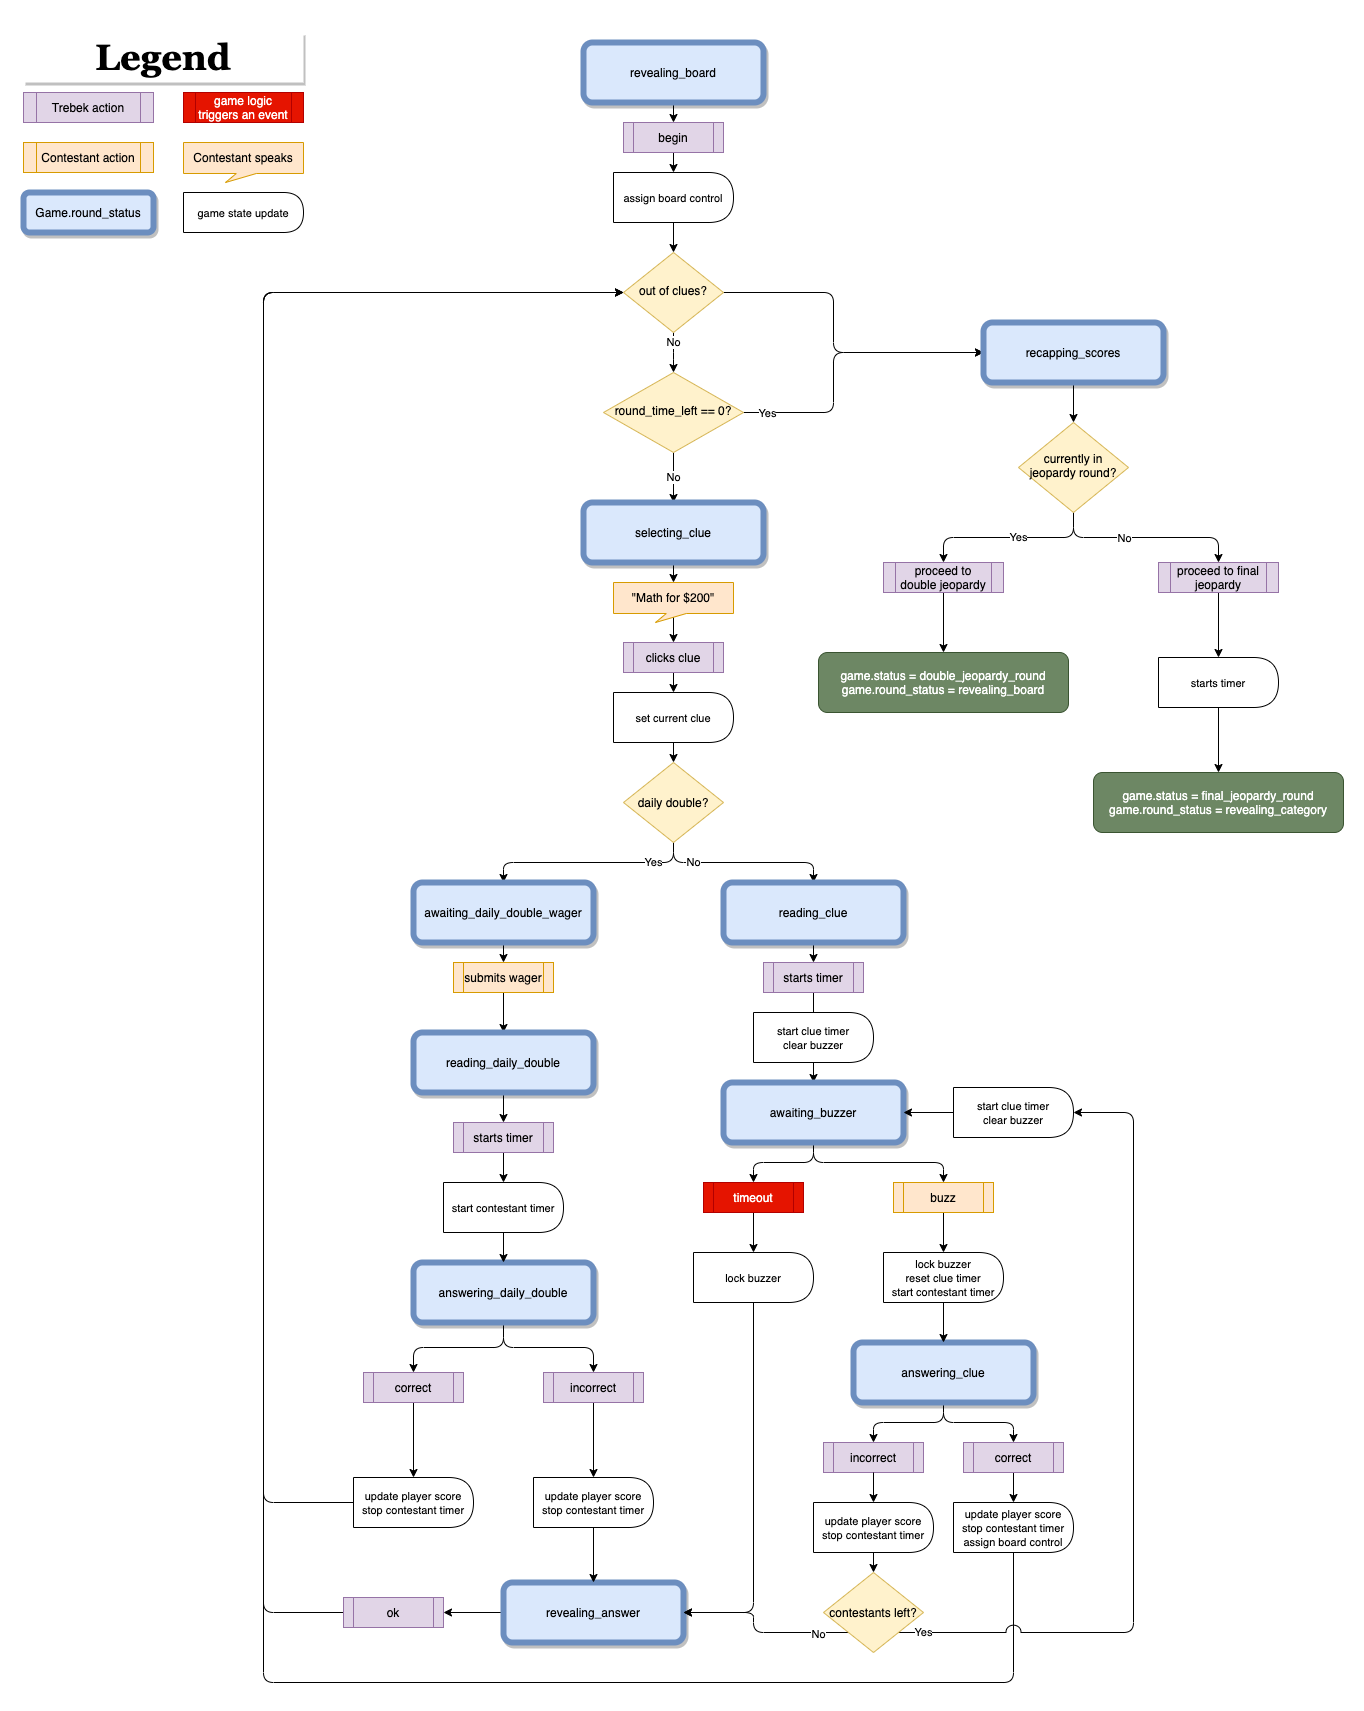 Legend
Trebek action
game logic
triggers an event
Contestant action
Contestant speaks
Game.round_status
game state update
revealing_board
begin
assign board control
out of clues?
No
round_time_left == 0?
Yes
No
recapping_scores
currently in
jeopardy round?
Yes
No
proceed to
double jeopardy
proceed to final
jeopardy
game.status = double_jeopardy_round
game.round_status = revealing_board
starts timer
game.status = final_jeopardy_round
game.round_status = revealing_category
selecting_clue
"Math for $200"
clicks clue
set current clue
daily double?
Yes
No
awaiting_daily_double_wager
submits wager
reading_daily_double
starts timer
start contestant timer
answering_daily_double
correct
incorrect
update player score
stop contestant timer
update player score
stop contestant timer
reading_clue
starts timer
start clue timer
clear buzzer
awaiting_buzzer
start clue timer
clear buzzer
timeout
buzz
lock buzzer
lock buzzer
reset clue timer
start contestant timer
answering_clue
incorrect
correct
update player score
stop contestant timer
update player score
stop contestant timer
assign board control
contestants left?
No
Yes
revealing_answer
ok